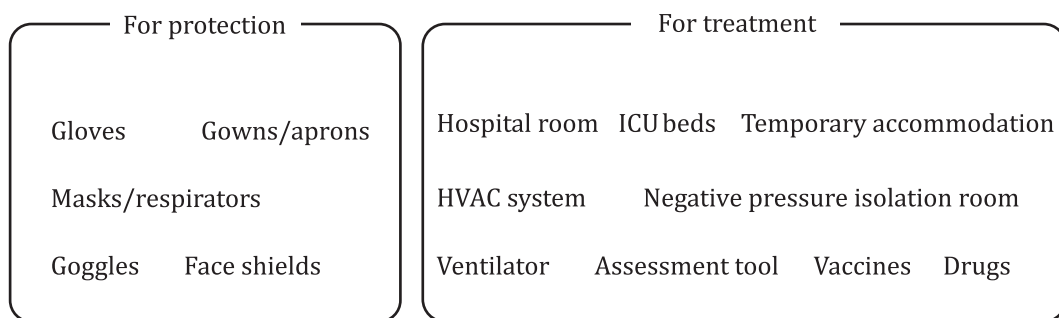 For protection
Gloves Gowns/aprons
Masks/respirators
Goggles Face shields
For treatment
Hospital room ICU beds Temporary accommodation
HVAC system Negative pressure isolation room
Ventilator Assessment tool Vaccines Drugs